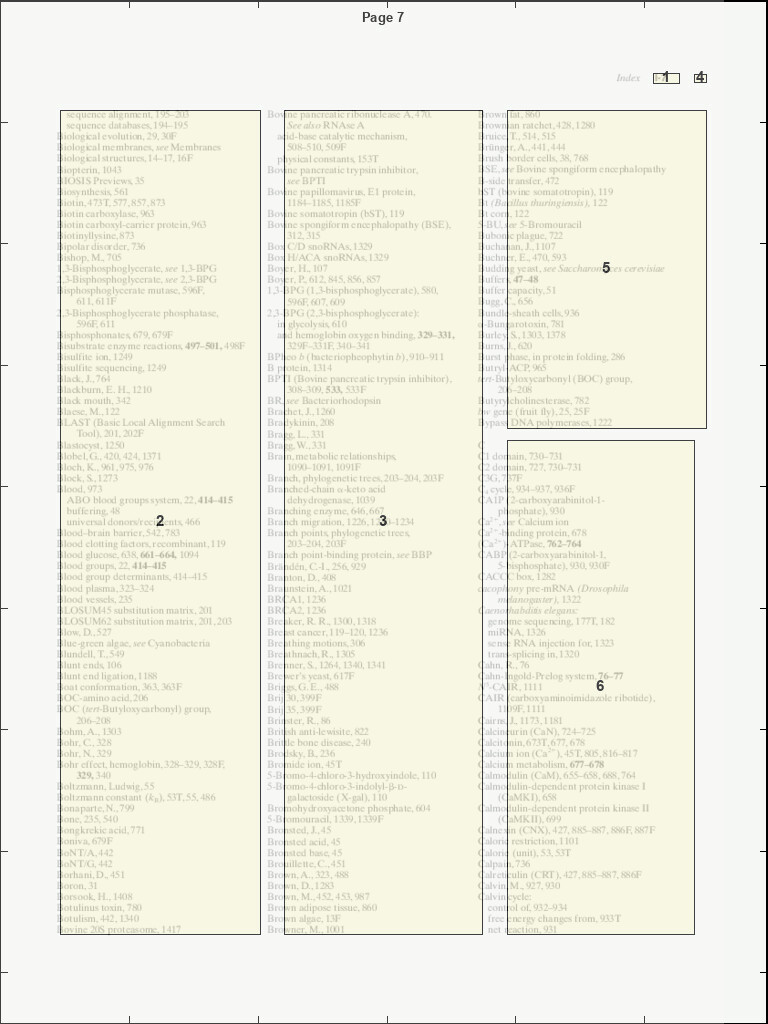 Page 7
Index
1
4
sequence alignment, 195–203
sequence databases, 194–195
Biological evolution, 29, 30F
Biological membranes, see Membranes
Biological structures, 14–17, 16F
Biopterin, 1043
BIOSIS Previews, 35
Biosynthesis, 561
Biotin, 473T, 577, 857, 873
Biotin carboxylase, 963
Biotin carboxyl-carrier protein, 963
Biotinyllysine, 873
Bipolar disorder, 736
Bishop, M., 705
1,3-Bisphosphoglycerate, see 1,3-BPG
2,3-Bisphosphoglycerate, see 2,3-BPG
Bisphosphoglycerate mutase, 596F,
611, 611F
2,3-Bisphosphoglycerate phosphatase,
596F, 611
Bisphosphonates, 679, 679F
Bisubstrate enzyme reactions, 497–501, 498F
Bisulfite ion, 1249
Bisulfite sequencing, 1249
Black, J., 764
Blackburn, E. H., 1210
Black mouth, 342
Blaese, M., 122
BLAST (Basic Local Alignment Search
Tool), 201, 202F
Blastocyst, 1250
Blobel, G., 420, 424, 1371
Bloch, K., 961, 975, 976
Block, S., 1273
Blood, 973
ABO blood groups system, 22, 414–415
buffering, 48
universal donors/recipients, 466
2
Blood–brain barrier, 542, 783
Blood clotting factors, recombinant, 119
Blood glucose, 638, 661–664, 1094
Blood groups, 22, 414–415
Blood group determinants, 414–415
Blood plasma, 323–324
Blood vessels, 235
BLOSUM45 substitution matrix, 201
BLOSUM62 substitution matrix, 201, 203
Blow, D., 527
Blue-green algae, see Cyanobacteria
Blundell, T., 549
Blunt ends, 106
Blunt end ligation, 1188
Boat conformation, 363, 363F
BOC-amino acid, 206
BOC (tert-Butyloxycarbonyl) group,
206–208
Bohm, A., 1303
Bohr, C., 328
Bohr, N., 329
Bohr effect, hemoglobin, 328–329, 328F,
329, 340
Boltzmann, Ludwig, 55
Boltzmann constant (kB), 53T, 55, 486
Bonaparte, N., 799
Bone, 235, 540
Bongkrekic acid, 771
Boniva, 679F
BoNT/A, 442
BoNT/G, 442
Borhani, D., 451
Boron, 31
Borsook, H., 1408
Botulinus toxin, 780
Botulism, 442, 1340
Bovine 20S proteasome, 1417
Bovine pancreatic ribonuclease A, 470.
See also RNAse A
acid-base catalytic mechanism,
508–510, 509F
physical constants, 153T
Bovine pancreatic trypsin inhibitor,
see BPTI
Bovine papillomavirus, E1 protein,
1184–1185, 1185F
Bovine somatotropin (bST), 119
Bovine spongiform encephalopathy (BSE),
312, 315
Box C/D snoRNAs, 1329
Box H/ACA snoRNAs, 1329
Boyer, H., 107
Boyer, P., 612, 845, 856, 857
1,3-BPG (1,3-bisphosphoglycerate), 580,
596F, 607, 609
2,3-BPG (2,3-bisphosphoglycerate):
in glycolysis, 610
and hemoglobin oxygen binding, 329–331,
329F–331F, 340–341
BPheo b (bacteriopheophytin b), 910–911
B protein, 1314
BPTI (Bovine pancreatic trypsin inhibitor),
308–309, 533, 533F
BR, see Bacteriorhodopsin
Brachet, J., 1260
Bradykinin, 208
Bragg, L., 331
Bragg, W., 331
Brain, metabolic relationships,
1090–1091, 1091F
Branch, phylogenetic trees, 203–204, 203F
Branched-chain α-keto acid
dehydrogenase, 1039
Branching enzyme, 646, 667
Branch migration, 1226, 1230–1234
3
Branch points, phylogenetic trees,
203–204, 203F
Branch point-binding protein, see BBP
Brändén, C.-I., 256, 929
Branton, D., 408
Braunstein, A., 1021
BRCA1, 1236
BRCA2, 1236
Breaker, R. R., 1300, 1318
Breast cancer, 119–120, 1236
Breathing motions, 306
Breathnach, R., 1305
Brenner, S., 1264, 1340, 1341
Brewer's yeast, 617F
Briggs, G. E., 488
Brij 30, 399F
Brij 35, 399F
Brinster, R., 86
British anti-lewisite, 822
Brittle bone disease, 240
Brodsky, B., 236
Bromide ion, 45T
5-Bromo-4-chloro-3-hydroxyindole, 110
5-Bromo-4-chloro-3-indolyl-β-D-
galactoside (X-gal), 110
Bromohydroxyacetone phosphate, 604
5-Bromouracil, 1339, 1339F
Brønsted, J., 45
Brønsted acid, 45
Brønsted base, 45
Brouillette, C., 451
Brown, A., 323, 488
Brown, D., 1283
Brown, M., 452, 453, 987
Brown adipose tissue, 860
Brown algae, 13F
Browner, M., 1001
Brown fat, 860
Brownian ratchet, 428, 1280
Bruice, T., 514, 515
Brünger, A., 441, 444
Brush border cells, 38, 768
BSE, see Bovine spongiform encephalopathy
B-side transfer, 472
bST (bovine somatotropin), 119
Bt (Bacillus thuringiensis), 122
Bt corn, 122
5-BU, see 5-Bromouracil
Bubonic plague, 722
Buchanan, J., 1107
Buchner, E., 470, 593
Budding yeast, see Saccharomyces cerevisiae
5
Buffers, 47–48
Buffer capacity, 51
Bugg, C., 656
Bundle-sheath cells, 936
α-Bungarotoxin, 781
Burley, S., 1303, 1378
Burns, J., 620
Burst phase, in protein folding, 286
Butyryl-ACP, 965
tert-Butyloxycarbonyl (BOC) group,
206–208
Butyrylcholinesterase, 782
bw gene (fruit fly), 25, 25F
Bypass DNA polymerases, 1222
C
C1 domain, 730–731
C2 domain, 727, 730–731
C3G, 737F
C4 cycle, 934–937, 936F
CA1P (2-carboxyarabinitol-1-
phosphate), 930
Ca2+, see Calcium ion
Ca2+-binding protein, 678
(Ca2+)-ATPase, 762–764
CABP (2-carboxyarabinitol-1,
5-bisphosphate), 930, 930F
CACCC box, 1282
cacophony pre-mRNA (Drosophila
melanogaster), 1322
Caenorhabditis elegans:
genome sequencing, 177T, 182
miRNA, 1326
sense RNA injection for, 1323
trans-splicing in, 1320
Cahn, R., 76
Cahn-Ingold-Prelog system, 76–77
N5-CAIR, 1111
6
CAIR (carboxyaminoimidazole ribotide),
1109F, 1111
Cairns, J., 1173, 1181
Calcineurin (CaN), 724–725
Calcitonin, 673T, 677, 678
Calcium ion (Ca2+), 45T, 805, 816–817
Calcium metabolism, 677–678
Calmodulin (CaM), 655–658, 688, 764
Calmodulin-dependent protein kinase I
(CaMKI), 658
Calmodulin-dependent protein kinase II
(CaMKII), 699
Calnexin (CNX), 427, 885–887, 886F, 887F
Caloric restriction, 1101
Calorie (unit), 53, 53T
Calpain, 736
Calreticulin (CRT), 427, 885–887, 886F
Calvin, M., 927, 930
Calvin cycle:
control of, 932–934
free energy changes from, 933T
net reaction, 931